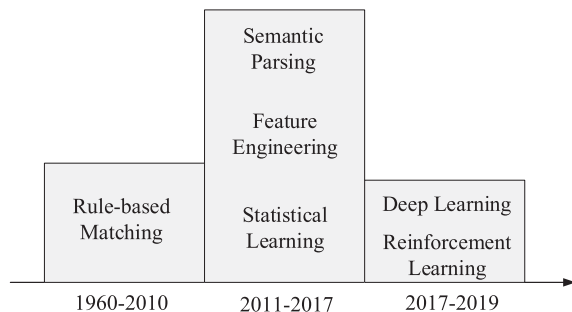 Semantic
Parsing
Feature
Engineering
Statistical
Learning
Rule-based
Matching
Deep Learning
Reinforcement
Learning
1960-2010
2011-2017
2017-2019